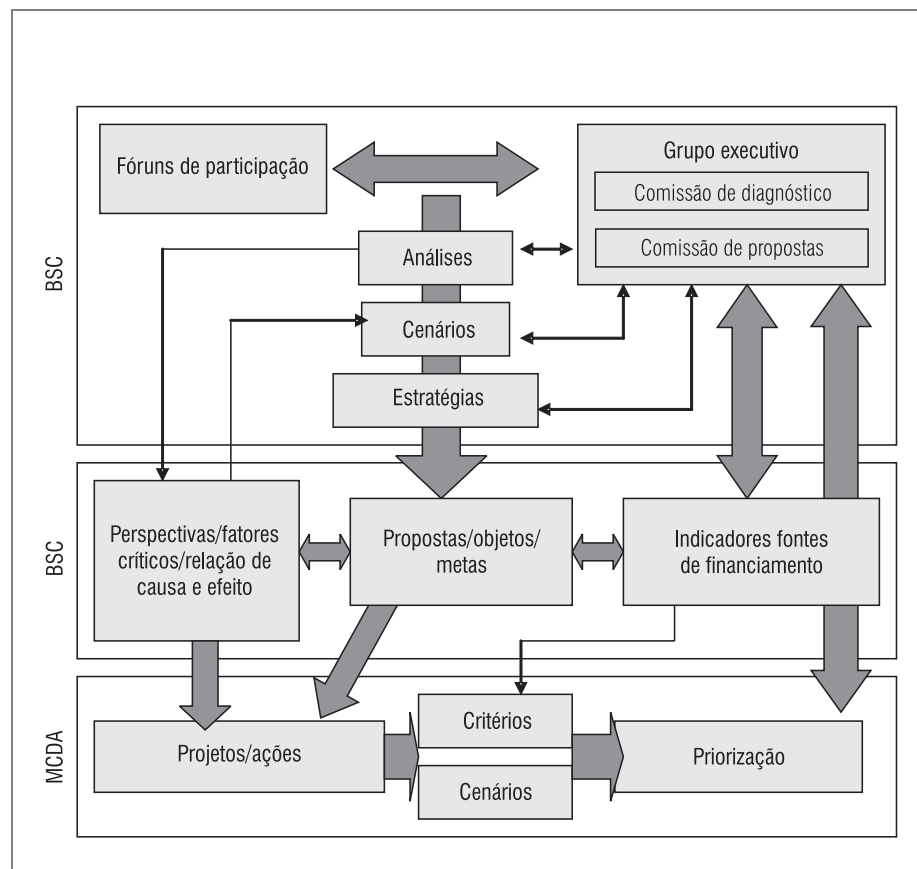 BSC
Fóruns de participação
Grupo executivo
Comissão de diagnóstico
Comissão de propostas
Análises
Cenários
Estratégias
BSC
Perspectivas/fatores
críticos/relação de
causa e efeito
Propostas/objetos/
metas
Indicadores fontes
de financiamento
MCDA
Projetos/ações
Critérios
Cenários
Priorização